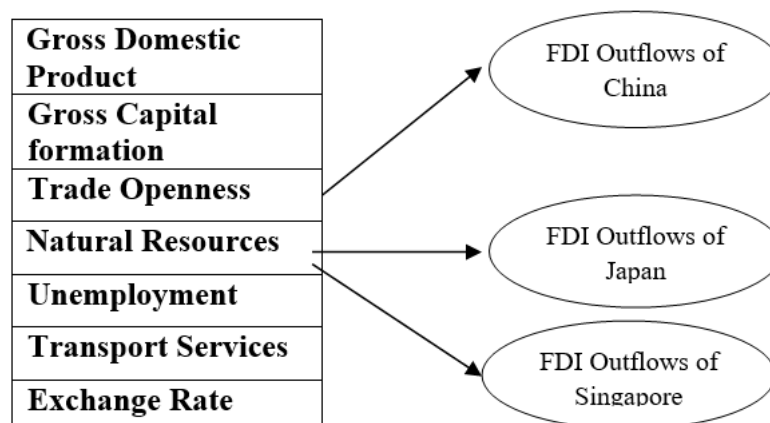 Gross Domestic
Product
Gross Capital
formation
Trade Openness
Natural Resources
Unemployment
Transport Services
Exchange Rate
FDI Outflows of
China
FDI Outflows of
Japan
FDI Outflows of
Singapore